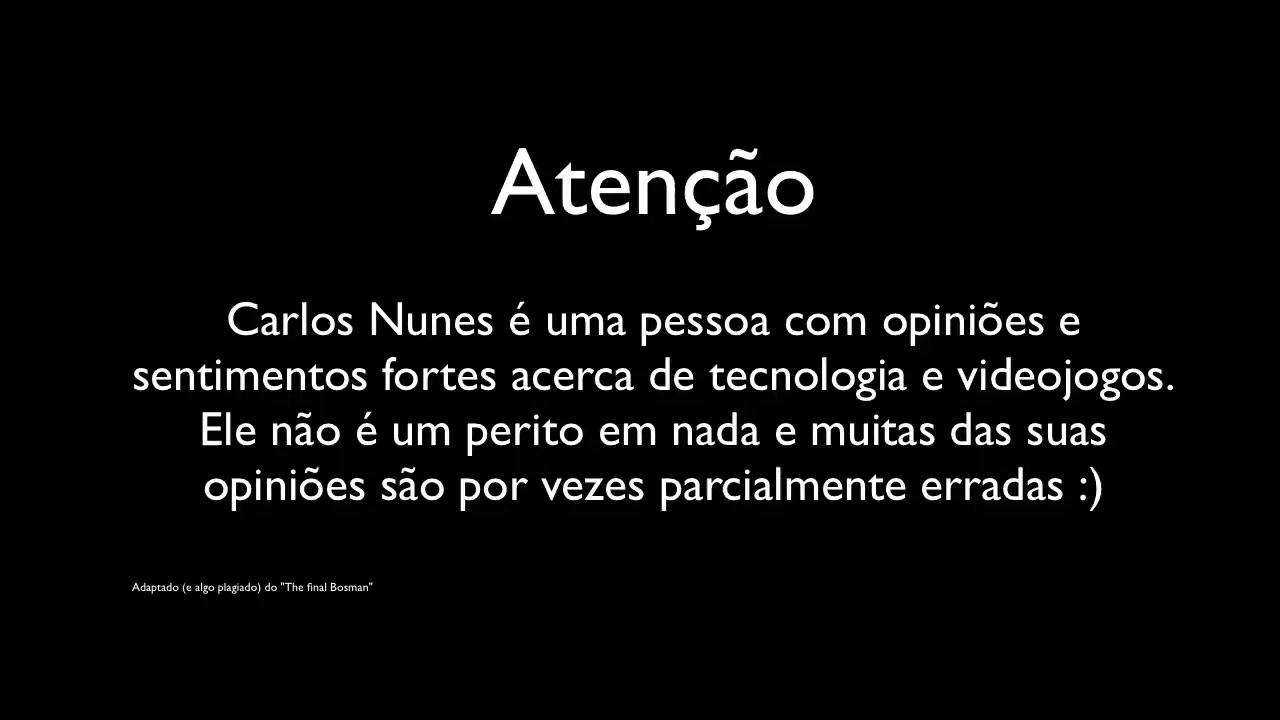 Atenção
Carlos Nunes é uma pessoa com opiniões e
sentimentos fortes acerca de tecnologia e videojogos.
Ele não é um perito em nada e muitas das suas
opiniões são por vezes parcialmente erradas :)
Adaptado (e algo plagiado) do "The final Bosman"